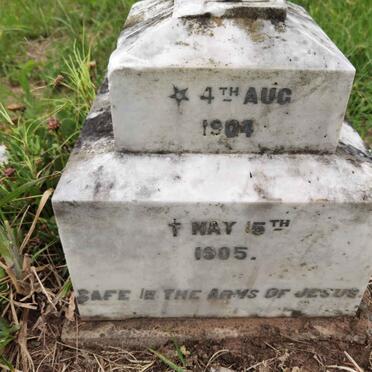 ★ 4TH AUG
1904
† MAY 15TH
1905.
SAFE IN THE ARMS OF JESUS